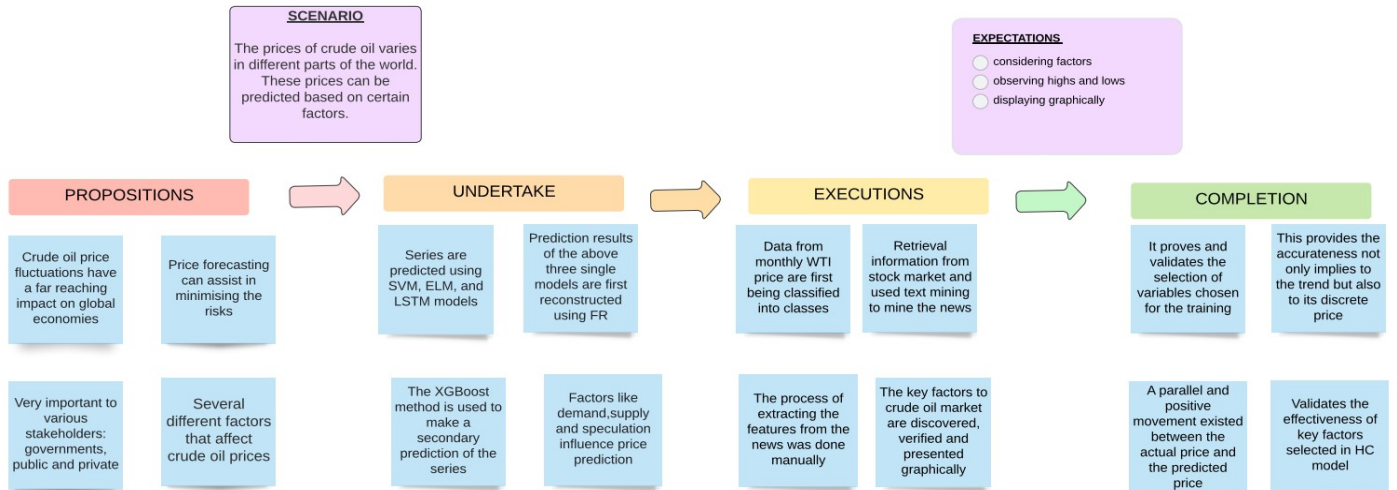 SCENARIO
The prices of crude oil varies
in different parts of the world.
These prices can be
predicted based on certain
factors.
EXPECTATIONS
considering factors
observing highs and lows
displaying graphically
PROPOSITIONS
UNDERTAKE
EXECUTIONS
COMPLETION
Crude oil price
fluctuations have
a far reaching
impact on global
economies
Price forecasting
can assist in
minimising the
risks
Series are
predicted using
SVM, ELM, and
LSTM models
Prediction results
of the above
three single
models are first
reconstructed
using FR
Data from
monthly WTI
price are first
being classified
into classes
Retrieval
information from
stock market and
used text mining
to mine the news
It proves and
validates the
selection of
variables chosen
for the training
This provides the
accurateness not
only implies to
the trend but also
to its discrete
price
Very important to
various
stakeholders:
governments,
public and private
Several
different factors
that affect
crude oil prices
The XGBoost
method is used to
make a
secondary
prediction of the
series
Factors like
demand,supply
and speculation
influence price
prediction
The process of
extracting the
features from the
news was done
manually
The key factors to
crude oil market
are discovered,
verified and
presented
graphically
A parallel and
positive
movement existed
between the
actual price and
the predicted
price
Validates the
effectiveness of
key factors
selected in HC
model